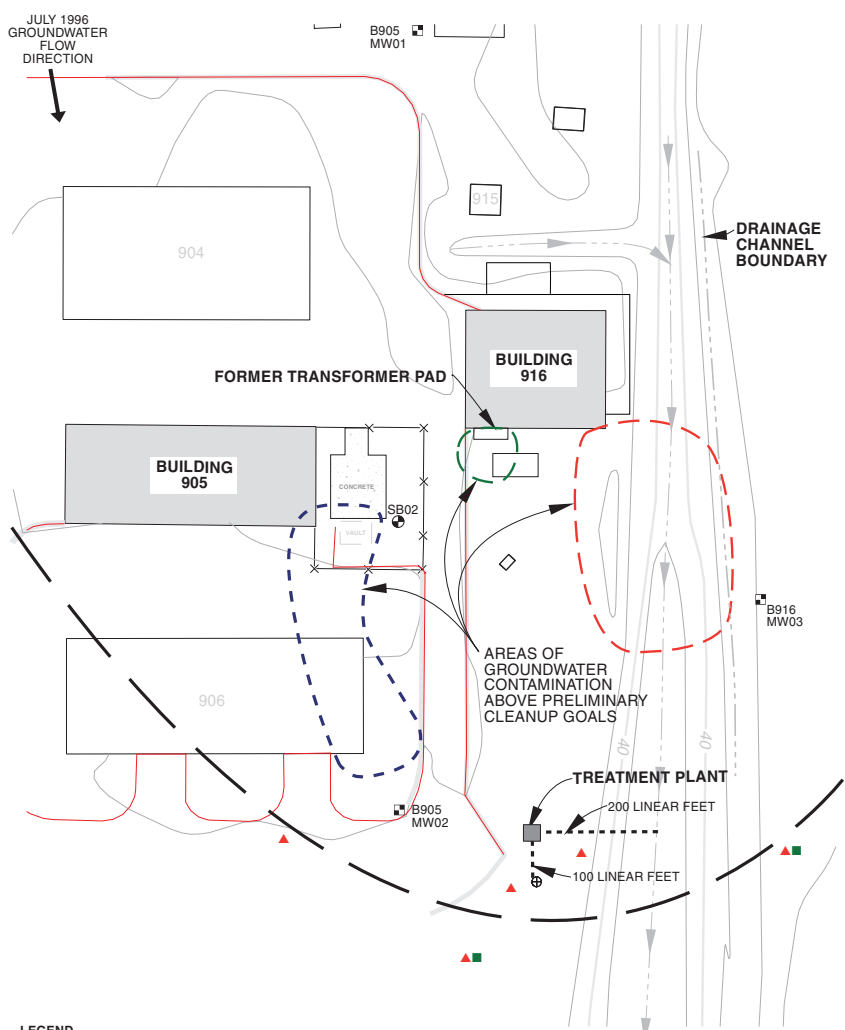 JULY 1996
GROUNDWATER
FLOW
DIRECTION
B905
MW01
904
915
DRAINAGE
CHANNEL
BOUNDARY
BUILDING
916
FORMER TRANSFORMER PAD
BUILDING
905
CONCRETE
SB02
VAULT
B916
MW03
AREAS OF
GROUNDWATER
CONTAMINATION
ABOVE PRELIMINARY
CLEANUP GOALS
906
40
40
TREATMENT PLANT
200 LINEAR FEET
B905
MW02
100 LINEAR FEET
LEGEND